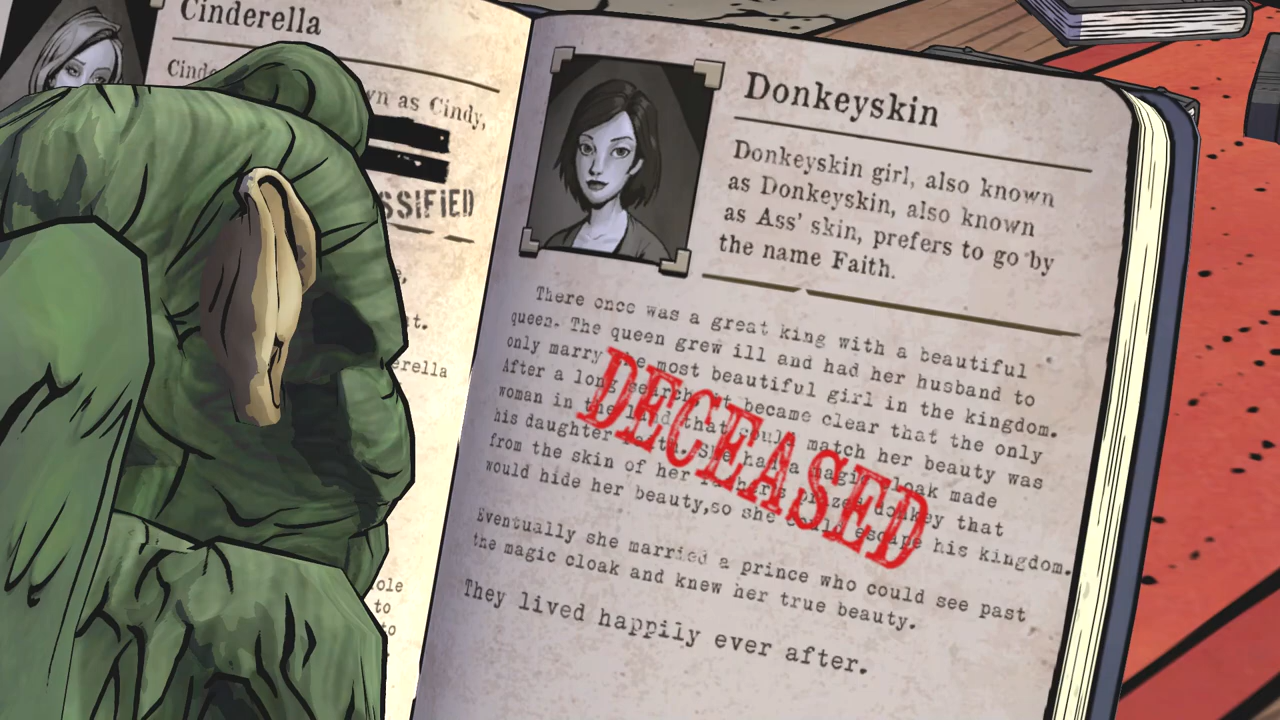 Cinderella
wn as Cindy,
SSIFIED
t.
erella
ole
to
to
Donkeyskin
Donkeyskin girl, also known
as Donkeyskin, also known
as Ass' skin, prefers to go by
the name Faith.
There once was a great king with a beautiful
queen. The queen grew ill and had her husband to
only marry the most beautiful girl in the kingdom.
After a long search it became clear that the only
woman in the land that could match her beauty was
his daughter She had a magic cloak made
from the skin of her father's prized donkey that
would hide her beauty,so she could escape his kingdom.
DECEASED
Eventually she married a prince who could see past
the magic cloak and knew her true beauty.
They lived happily ever after.